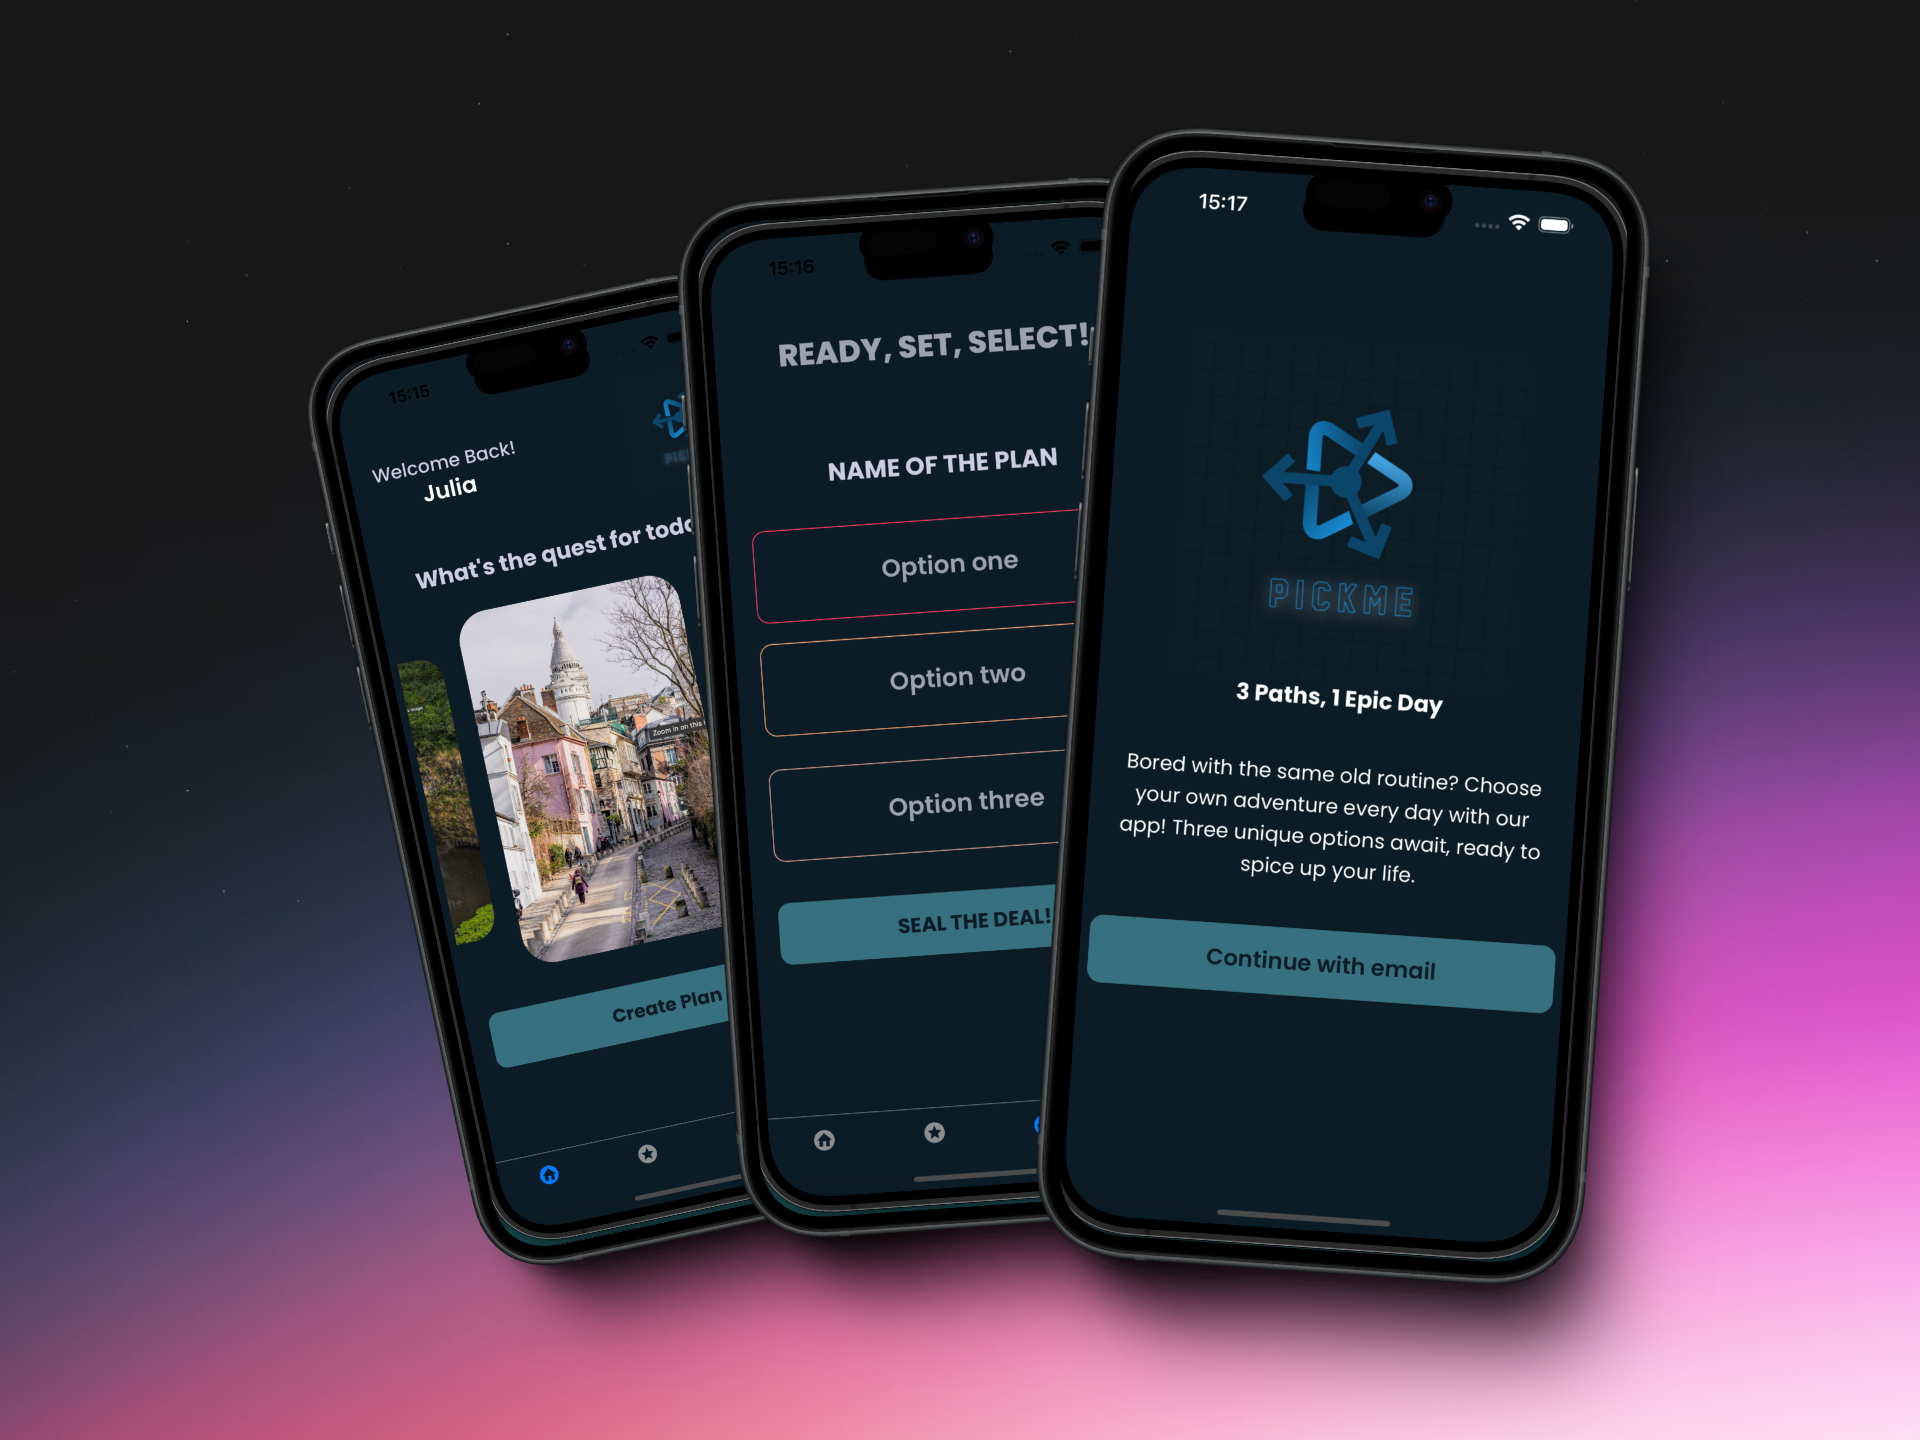 15:15
Welcome Back!
Julia
What's the quest for
Zoom in on this
Create Plan
15:16
READY, SET, SELECT!
NAME OF THE PLAN
Option one
Option two
Option three
SEAL THE DEAL!
15:17
PICKME
3 Paths, 1 Epic Day
Bored with the same old routine? Choose
your own adventure every day with our
app! Three unique options await, ready to
spice up your life.
Continue with email